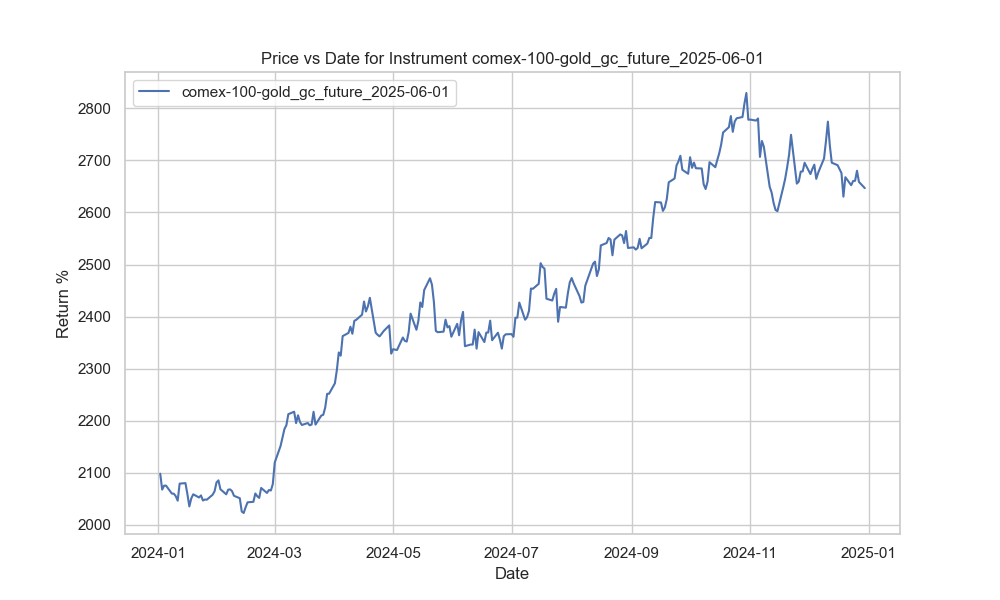 Price vs Date for Instrument comex-100-gold_gc_future_2025-06-01
comex-100-gold_gc_future_2025-06-01
Return %
2800
2700
2600
2500
2400
2300
2200
2100
2000
2024-01 2024-03 2024-05 2024-07 2024-09 2024-11 2025-01
Date